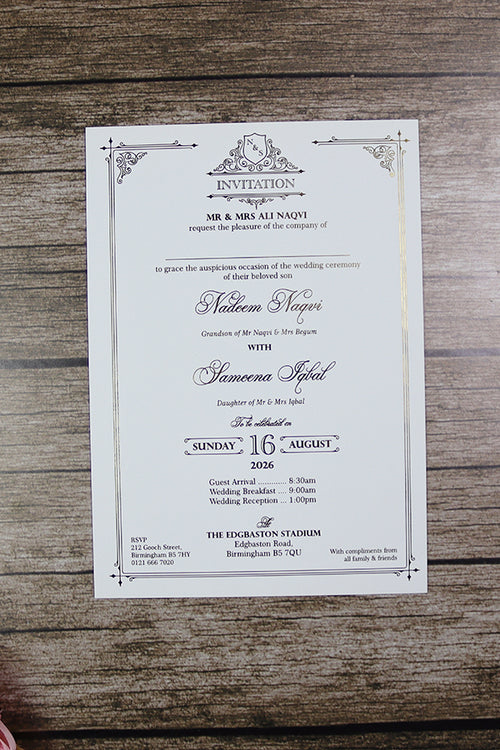 N
&
S
INVITATION
MR & MRS ALI NAQVI
request the pleasure of the company of
to grace the auspicious occasion of the wedding ceremony
of their beloved son
Nadeem Naqvi
Grandson of Mr Naqvi & Mrs Begum
WITH
Sameena Iqbal
Daughter of Mr & Mrs Iqbal
To be celebrated on
SUNDAY 16 AUGUST
2026
Guest Arrival ............. 8:30am
Wedding Breakfast .... 9:00am
Wedding Reception ... 1:00pm
At
THE EDGBASTON STADIUM
Edgbaston Road,
Birmingham B5 7QU
RSVP
212 Gooch Street,
Birmingham B5 7HY
0121 666 7020
With compliments from
all family & friends